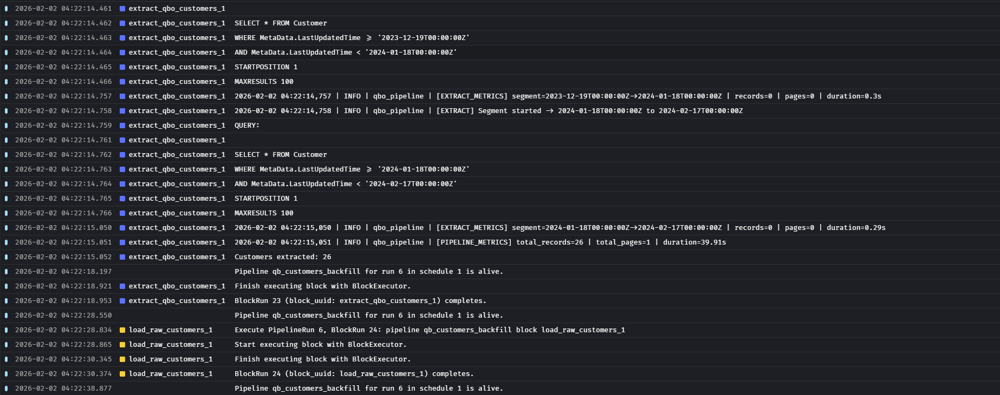 2026-02-02 04:22:14.461 extract_qbo_customers_1
2026-02-02 04:22:14.462 extract_qbo_customers_1 SELECT * FROM Customer
2026-02-02 04:22:14.463 extract_qbo_customers_1 WHERE MetaData.LastUpdatedTime >= '2023-12-19T00:00:00Z'
2026-02-02 04:22:14.464 extract_qbo_customers_1 AND MetaData.LastUpdatedTime < '2024-01-18T00:00:00Z'
2026-02-02 04:22:14.465 extract_qbo_customers_1 STARTPOSITION 1
2026-02-02 04:22:14.466 extract_qbo_customers_1 MAXRESULTS 100
2026-02-02 04:22:14.757 extract_qbo_customers_1 2026-02-02 04:22:14,757 | INFO | qbo_pipeline | [EXTRACT_METRICS] segment=2023-12-19T00:00:00Z→2024-01-18T00:00:00Z | records=0 | pages=0 | duration=0.3s
2026-02-02 04:22:14.758 extract_qbo_customers_1 2026-02-02 04:22:14,758 | INFO | qbo_pipeline | [EXTRACT] Segment started → 2024-01-18T00:00:00Z to 2024-02-17T00:00:00Z
2026-02-02 04:22:14.759 extract_qbo_customers_1 QUERY:
2026-02-02 04:22:14.761 extract_qbo_customers_1
2026-02-02 04:22:14.762 extract_qbo_customers_1 SELECT * FROM Customer
2026-02-02 04:22:14.763 extract_qbo_customers_1 WHERE MetaData.LastUpdatedTime >= '2024-01-18T00:00:00Z'
2026-02-02 04:22:14.764 extract_qbo_customers_1 AND MetaData.LastUpdatedTime < '2024-02-17T00:00:00Z'
2026-02-02 04:22:14.765 extract_qbo_customers_1 STARTPOSITION 1
2026-02-02 04:22:14.766 extract_qbo_customers_1 MAXRESULTS 100
2026-02-02 04:22:15.050 extract_qbo_customers_1 2026-02-02 04:22:15,050 | INFO | qbo_pipeline | [EXTRACT_METRICS] segment=2024-01-18T00:00:00Z→2024-02-17T00:00:00Z | records=0 | pages=0 | duration=0.29s
2026-02-02 04:22:15.051 extract_qbo_customers_1 2026-02-02 04:22:15,051 | INFO | qbo_pipeline | [PIPELINE_METRICS] total_records=26 | total_pages=1 | duration=39.91s
2026-02-02 04:22:15.052 extract_qbo_customers_1 Customers extracted: 26
2026-02-02 04:22:18.197 Pipeline qb_customers_backfill for run 6 in schedule 1 is alive.
2026-02-02 04:22:18.921 extract_qbo_customers_1 Finish executing block with BlockExecutor.
2026-02-02 04:22:18.953 extract_qbo_customers_1 BlockRun 23 (block_uuid: extract_qbo_customers_1) completes.
2026-02-02 04:22:28.550 Pipeline qb_customers_backfill for run 6 in schedule 1 is alive.
2026-02-02 04:22:28.834 load_raw_customers_1 Execute PipelineRun 6, BlockRun 24: pipeline qb_customers_backfill block load_raw_customers_1
2026-02-02 04:22:28.865 load_raw_customers_1 Start executing block with BlockExecutor.
2026-02-02 04:22:30.345 load_raw_customers_1 Finish executing block with BlockExecutor.
2026-02-02 04:22:30.374 load_raw_customers_1 BlockRun 24 (block_uuid: load_raw_customers_1) completes.
2026-02-02 04:22:38.877 Pipeline qb_customers_backfill for run 6 in schedule 1 is alive.